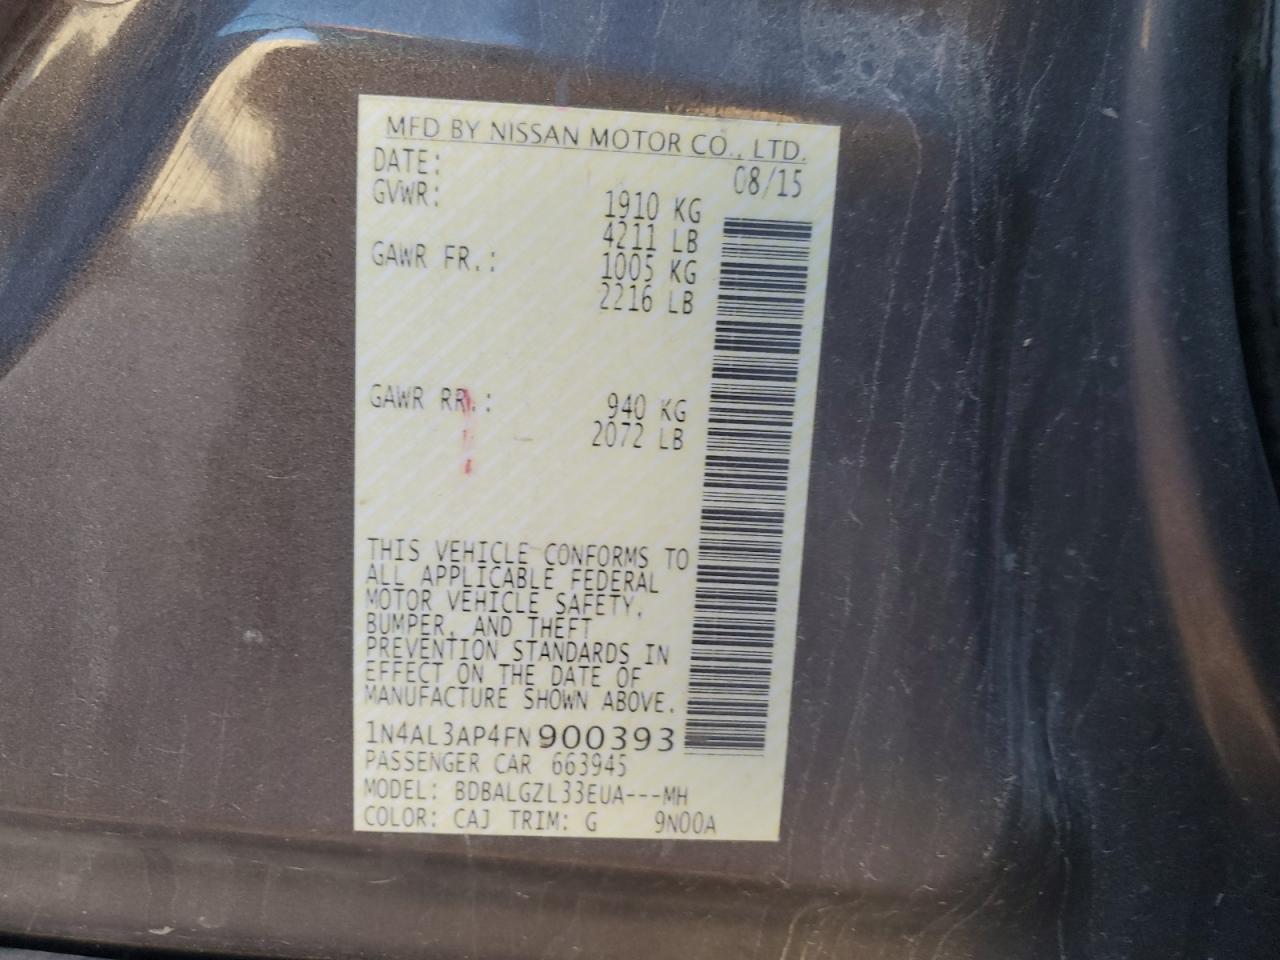 MFD BY NISSAN MOTOR CO., LTD.
DATE: 08/15
GVWR: 1910 KG
4211 LB
GAWR FR.: 1005 KG
2216 LB
GAWR RR.: 940 KG
2072 LB
THIS VEHICLE CONFORMS TO
ALL APPLICABLE FEDERAL
MOTOR VEHICLE SAFETY,
BUMPER, AND THEFT
PREVENTION STANDARDS IN
EFFECT ON THE DATE OF
MANUFACTURE SHOWN ABOVE.
1N4AL3AP4FN900393
PASSENGER CAR 663945
MODEL: BDBALGZL33EUA---MH
COLOR: CAJ TRIM: G 9N00A